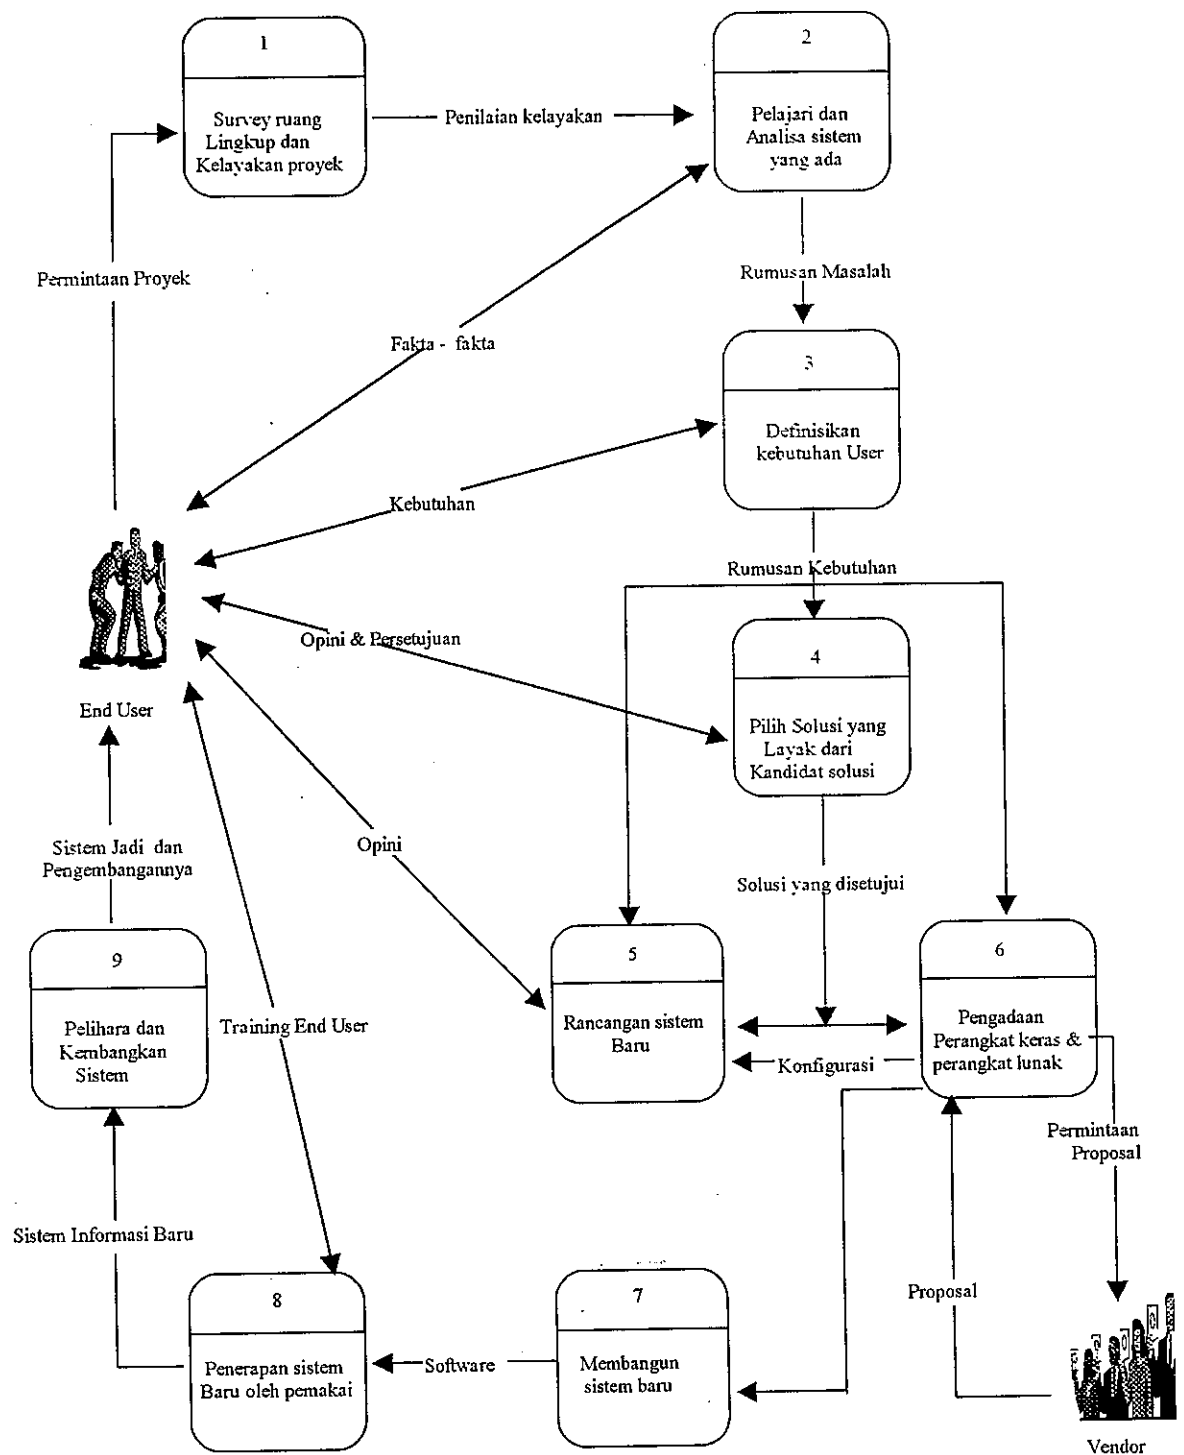 1
Survey ruang
Lingkup dan
Kelayakan proyek
Penilaian kelayakan
2
Pelajari dan
Analisa sistem
yang ada
Permintaan Proyek
Rumusan Masalah
Fakta - fakta
3
Definisikan
kebutuhan User
Kebutuhan
Rumusan Kebutuhan
Opini & Persetujuan
4
Pilih Solusi yang
Layak dari
Kandidat solusi
End User
Opini
Sistem Jadi dan
Pengembangannya
Solusi yang disetujui
9
Pelihara dan
Kembangkan
Sistem
Training End User
5
Rancangan sistem
Baru
6
Pengadaan
Perangkat keras &
perangkat lunak
Konfigurasi
Permintaan
Proposal
Sistem Informasi Baru
Proposal
8
Penerapan sistem
Baru oleh pemakai
Software
7
Membangun
sistem baru
Vendor